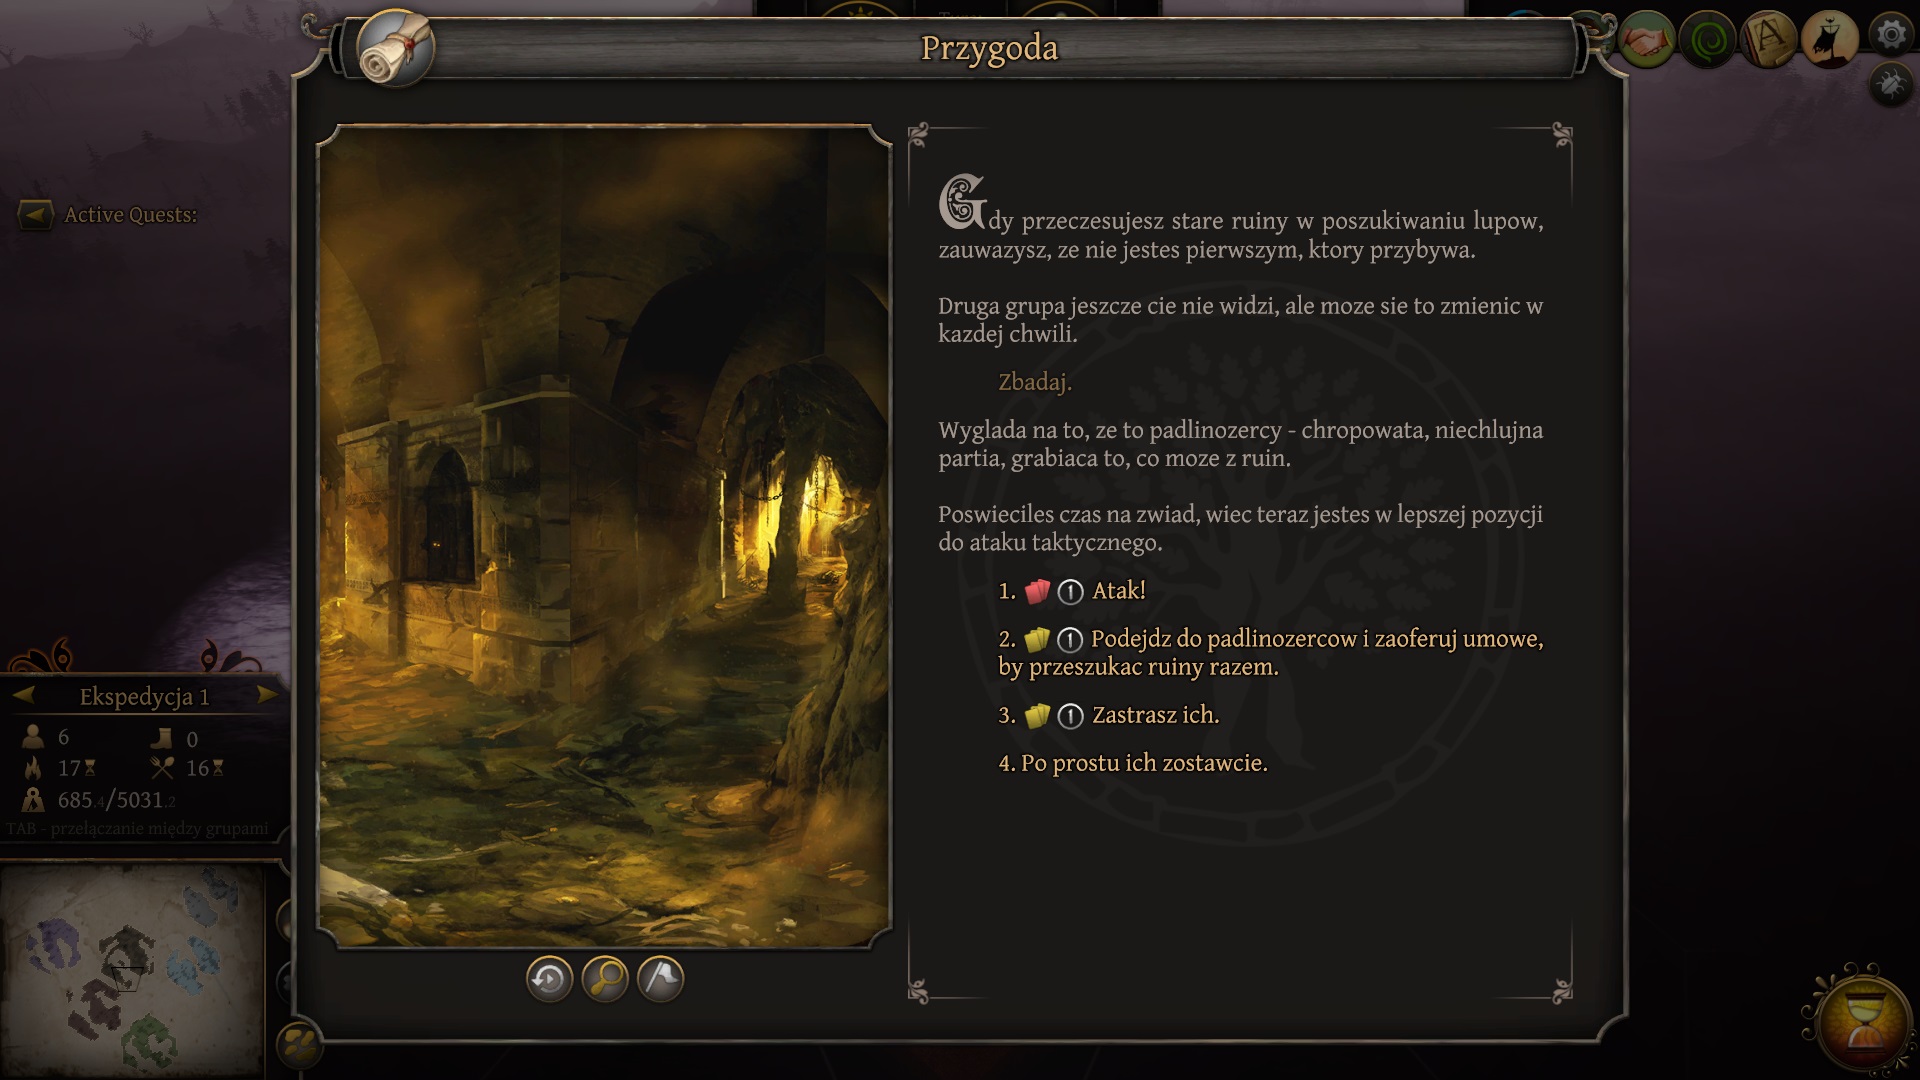 Przygoda
Active Quests:
Gdy przeczesujesz stare ruiny w poszukiwaniu lupow,
zauwazysz, ze nie jestes pierwszym, ktory przybywa.
Druga grupa jeszcze cie nie widzi, ale moze sie to zmienic w
kazdej chwili.
Zbadaj.
Wyglada na to, ze to padlinozercy - chropowata, niechlujna
partia, grabiaca to, co moze z ruin.
Poswieciles czas na zwiad, wiec teraz jestes w lepszej pozycji
do ataku taktycznego.
1. 1 Atak!
2. 1 Podejdz do padlinozercow i zaoferuj umowe,
by przeszukac ruiny razem.
3. 1 Zastrasz ich.
4. Po prostu ich zostawcie.
Ekspedycja 1
6 0
17 16
685.4/5031.2
TAB - przełączanie między grupami